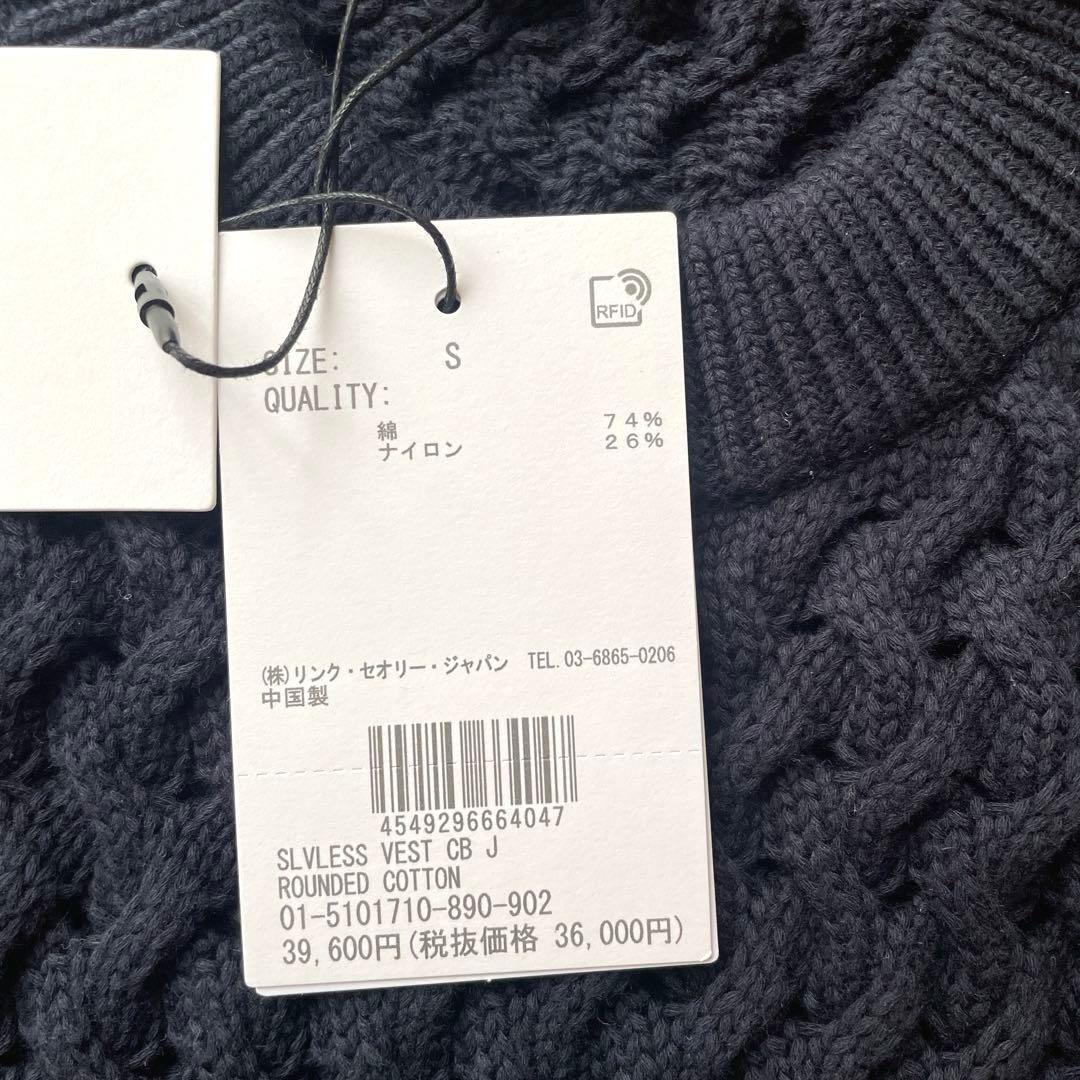 RFID
SIZE: S
QUALITY:
綿 74%
ナイロン 26%
(株)リンク・セオリー・ジャパン TEL.03-6865-0206
中国製
4549296664047
SLVLESS VEST CB J
ROUNDED COTTON
01-5101710-890-902
39,600円(税抜価格 36,000円)